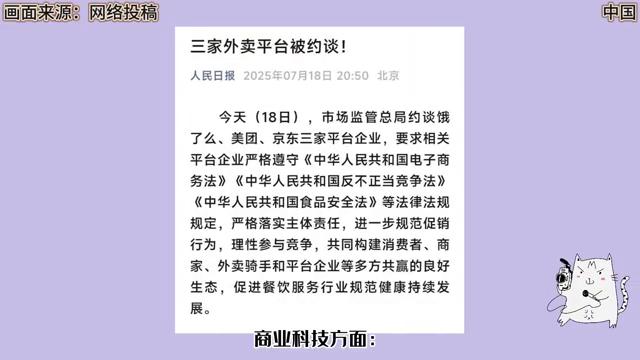 画面来源：网络投稿
中国
三家外卖平台被约谈！
人民日报 2025年07月18日 20:50 北京
今天（18日），市场监管总局约谈饿
了么、美团、京东三家平台企业，要求相关
平台企业严格遵守《中华人民共和国电子商
务法》《中华人民共和国反不正当竞争法》
《中华人民共和国食品安全法》等法律法规
规定，严格落实主体责任，进一步规范促销
行为，理性参与竞争，共同构建消费者、商
家、外卖骑手和平台企业等多方共赢的良好
生态，促进餐饮服务行业规范健康持续发
展。
商业科技方面：